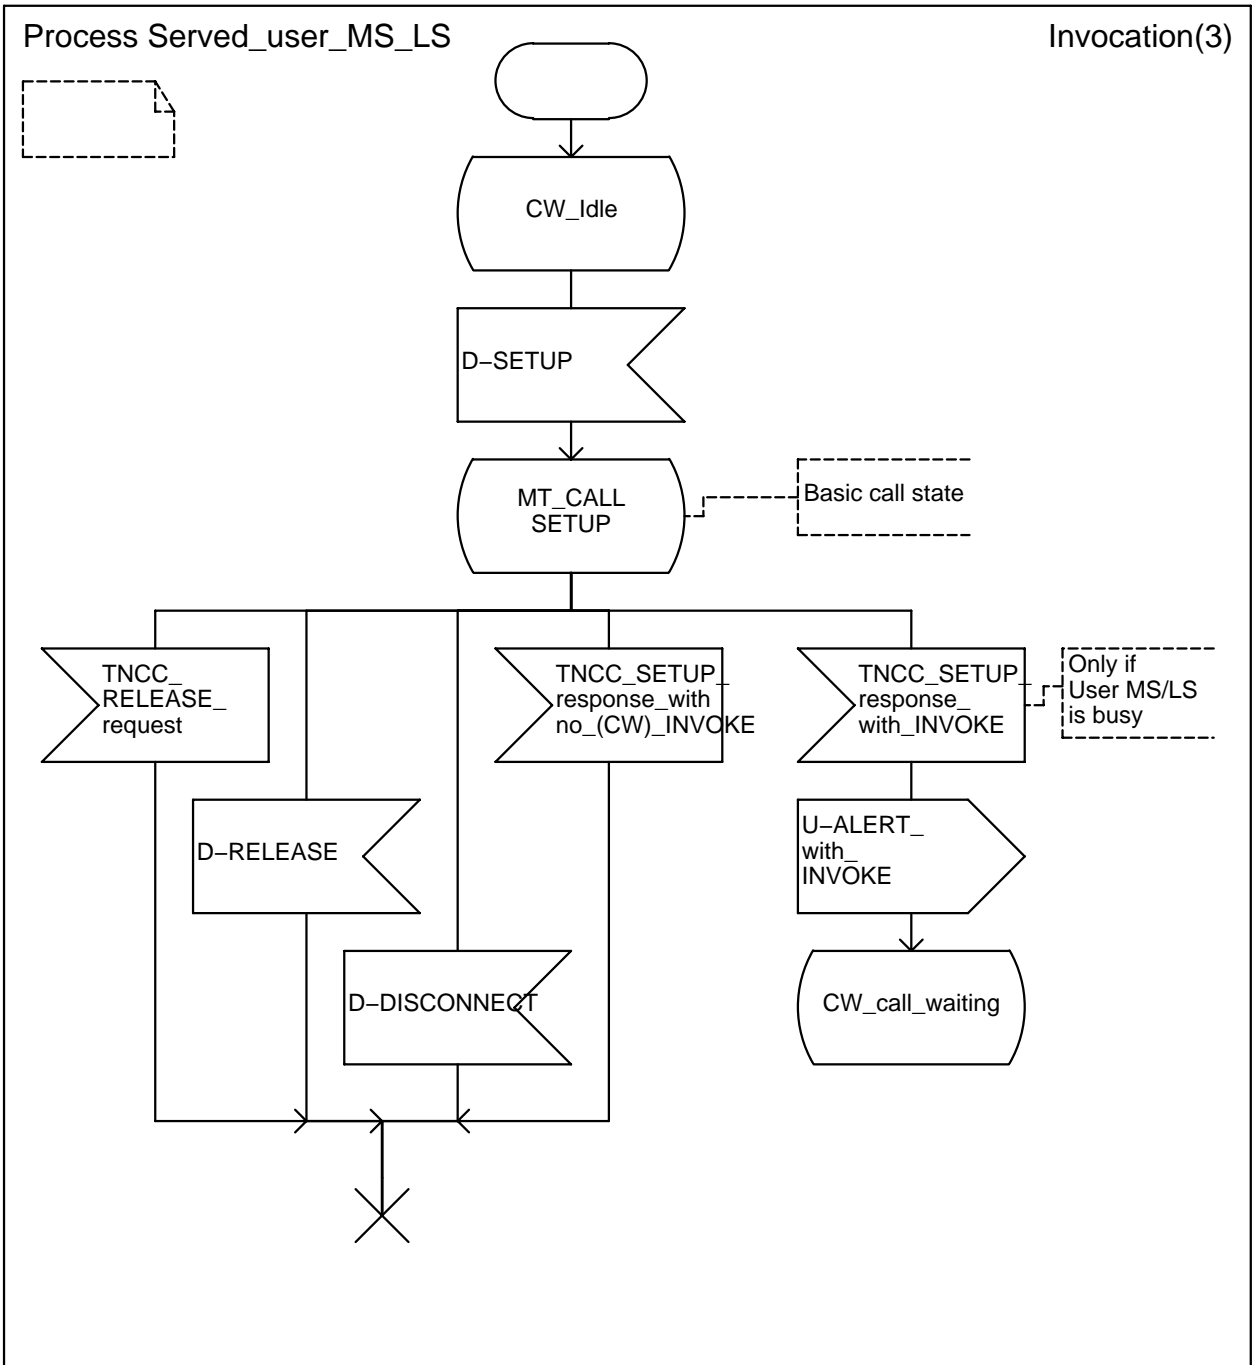 Process Served_user_MS_LS
Invocation(3)
CW_Idle
D−SETUP
MT_CALL
SETUP
Basic call state
TNCC_
RELEASE_
request
TNCC_SETUP_
response_with
no_(CW)_INVOKE
TNCC_SETUP_
response_
with_INVOKE
Only if
User MS/LS
is busy
D−RELEASE
U−ALERT_
with_
INVOKE
D−DISCONNECT
CW_call_waiting